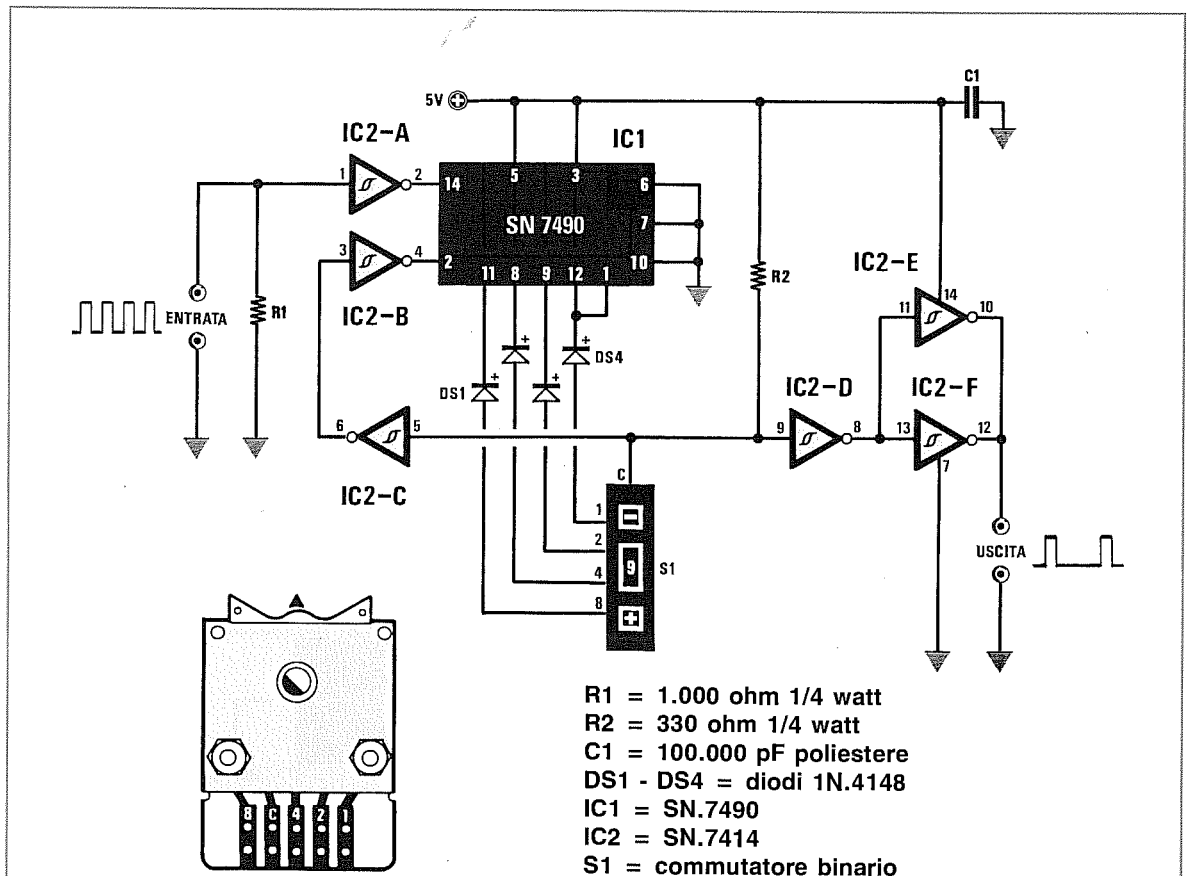 C1
5V
IC2-A
IC1
1
2
14
5
3
6
SN 7490
7
3
4
2
11
8
9
12
1
10
R2
IC2-E
ENTRATA
R1
IC2-B
14
11
10
DS4
DS1
IC2-D
IC2-F
6
5
9
8
13
12
7
IC2-C
C
1
2
9
S1
4
8
USCITA
R1 = 1.000 ohm 1/4 watt
R2 = 330 ohm 1/4 watt
C1 = 100.000 pF poliestere
DS1 - DS4 = diodi 1N.4148
IC1 = SN.7490
IC2 = SN.7414
S1 = commutatore binario
8 C 4 2 1